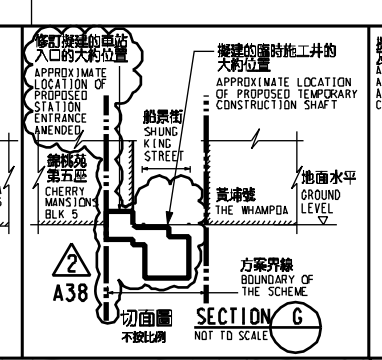 修訂擬建的車站
入口的大約位置
APPROXIMATE
LOCATION OF
PROPOSED
STATION
ENTRANCE
AMENDED
擬建的臨時施工井的
大約位置
APPROXIMATE LOCATION
OF PROPOSED TEMPORARY
CONSTRUCTION SHAFT
船景街
SHUNG
KING
STREET
錦桃苑
第五座
CHERRY
MANSIONS
BLK 5
黃埔號
THE WHAMPOA
地面水平
GROUND
LEVEL
2
A38
方案界線
BOUNDARY OF
THE SCHEME
切面圖
不按比例
SECTION G
NOT TO SCALE